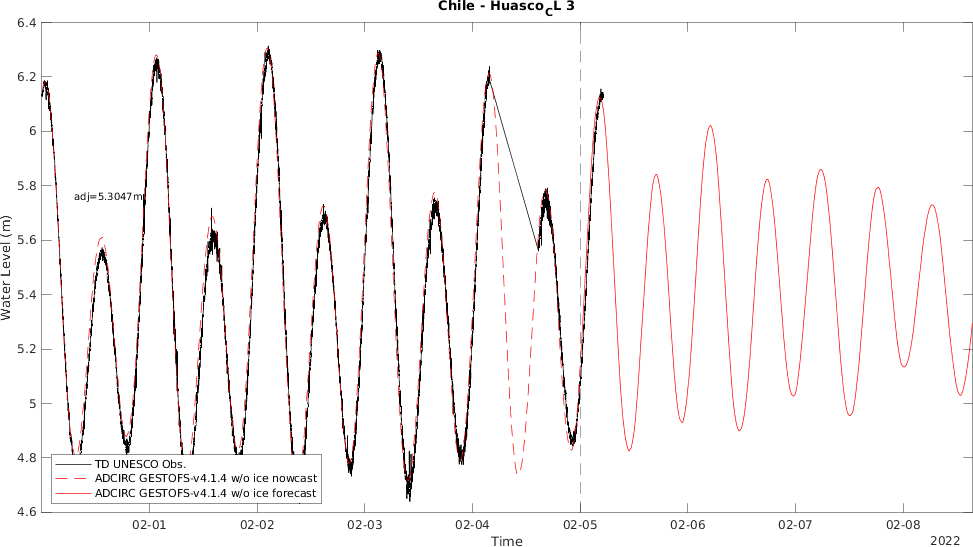 Chile - Huasco_CL 3
6.4
6.2
6
5.8
5.6
5.4
5.2
5
4.8
4.6
Water Level (m)
adj=5.3047m
TD UNESCO Obs.
ADCIRC GESTOFS-v4.1.4 w/o ice nowcast
ADCIRC GESTOFS-v4.1.4 w/o ice forecast
02-01 02-02 02-03 02-04 02-05 02-06 02-07 02-08
Time
2022